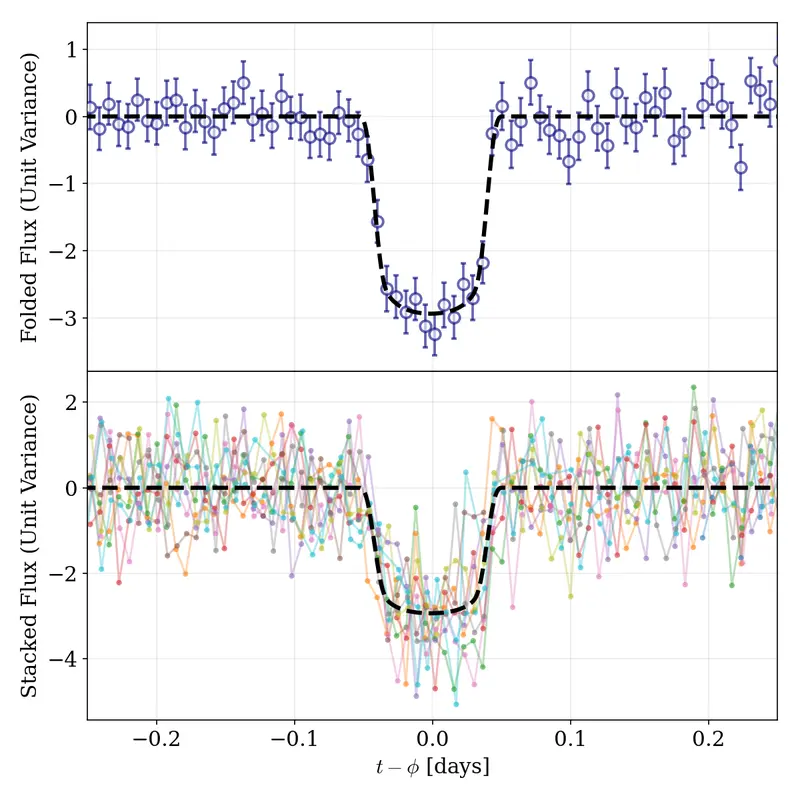 Folded Flux (Unit Variance)
1
0
−1
−2
−3
Stacked Flux (Unit Variance)
2
0
−2
−4
−0.2 −0.1 0.0 0.1 0.2
t − ϕ [days]